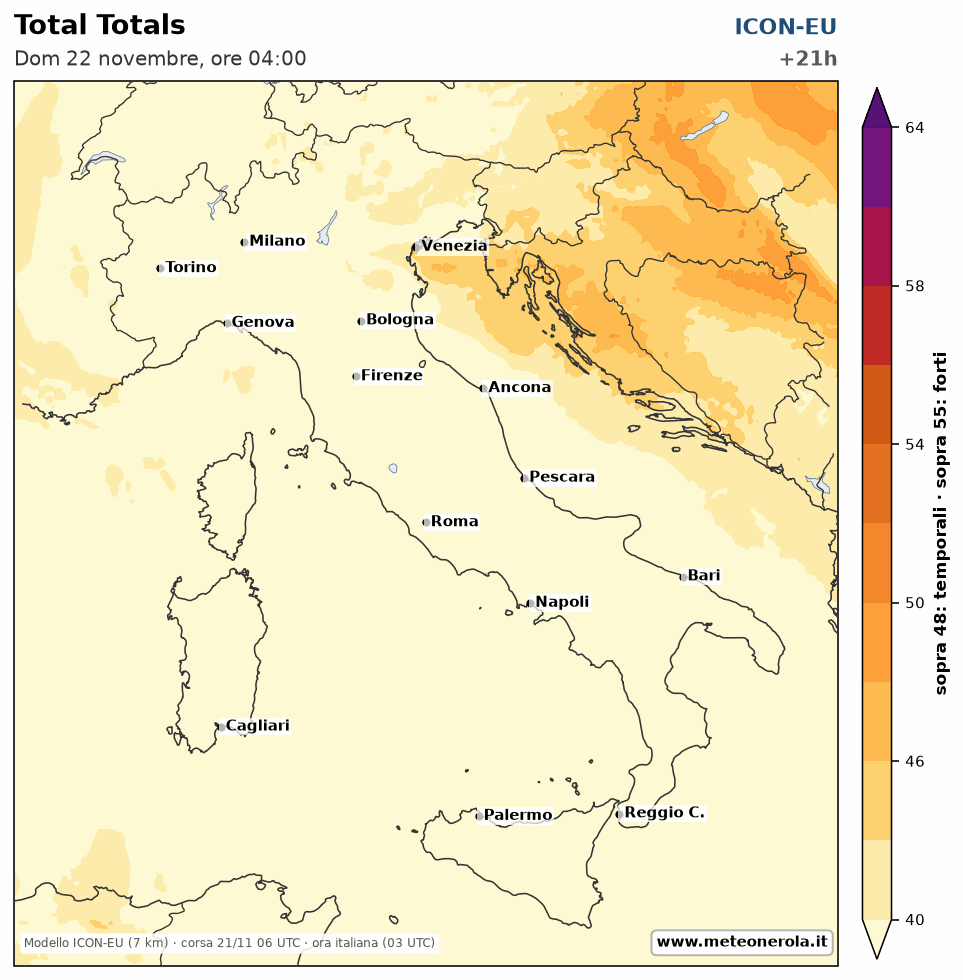 Total Totals
ICON-EU
Dom 22 novembre, ore 04:00
+21h
64
58
54
50
46
40
sopra 48: temporali · sopra 55: forti
Milano
Venezia
Torino
Genova
Bologna
Firenze
Ancona
Pescara
Roma
Bari
Napoli
Cagliari
Palermo
Reggio C.
Modello ICON-EU (7 km) · corsa 21/11 06 UTC · ora italiana (03 UTC)
www.meteonerola.it